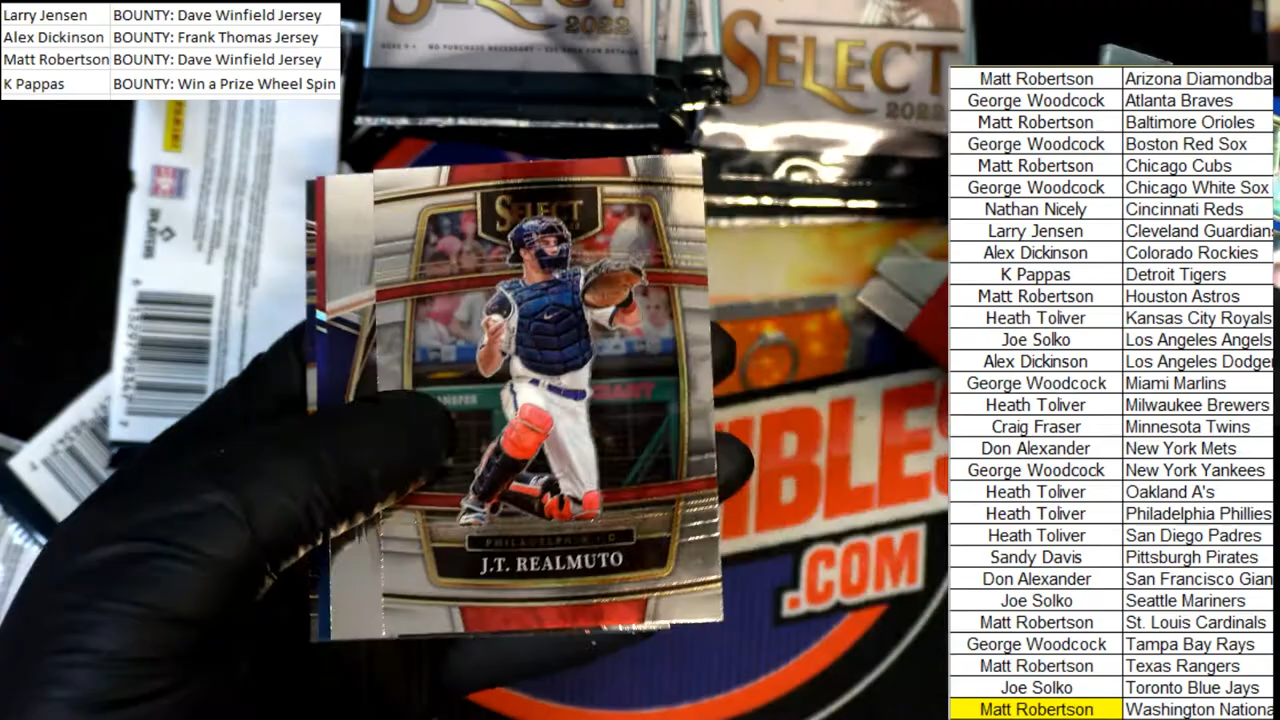 Larry Jensen BOUNTY: Dave Winfield Jersey
Alex Dickinson BOUNTY: Frank Thomas Jersey
Matt Robertson BOUNTY: Dave Winfield Jersey
K Pappas BOUNTY: Win a Prize Wheel Spin
SELECT
2022
SELECT
2022
PANINI
SELECT
J.T. REALMUTO
IBLES
.COM
Matt Robertson Arizona Diamondba
George Woodcock Atlanta Braves
Matt Robertson Baltimore Orioles
George Woodcock Boston Red Sox
Matt Robertson Chicago Cubs
George Woodcock Chicago White Sox
Nathan Nicely Cincinnati Reds
Larry Jensen Cleveland Guardian
Alex Dickinson Colorado Rockies
K Pappas Detroit Tigers
Matt Robertson Houston Astros
Heath Toliver Kansas City Royals
Joe Solko Los Angeles Angels
Alex Dickinson Los Angeles Dodge
George Woodcock Miami Marlins
Heath Toliver Milwaukee Brewers
Craig Fraser Minnesota Twins
Don Alexander New York Mets
George Woodcock New York Yankees
Heath Toliver Oakland A's
Heath Toliver Philadelphia Phillies
Heath Toliver San Diego Padres
Sandy Davis Pittsburgh Pirates
Don Alexander San Francisco Gian
Joe Solko Seattle Mariners
Matt Robertson St. Louis Cardinals
George Woodcock Tampa Bay Rays
Matt Robertson Texas Rangers
Joe Solko Toronto Blue Jays
Matt Robertson Washington Nationa